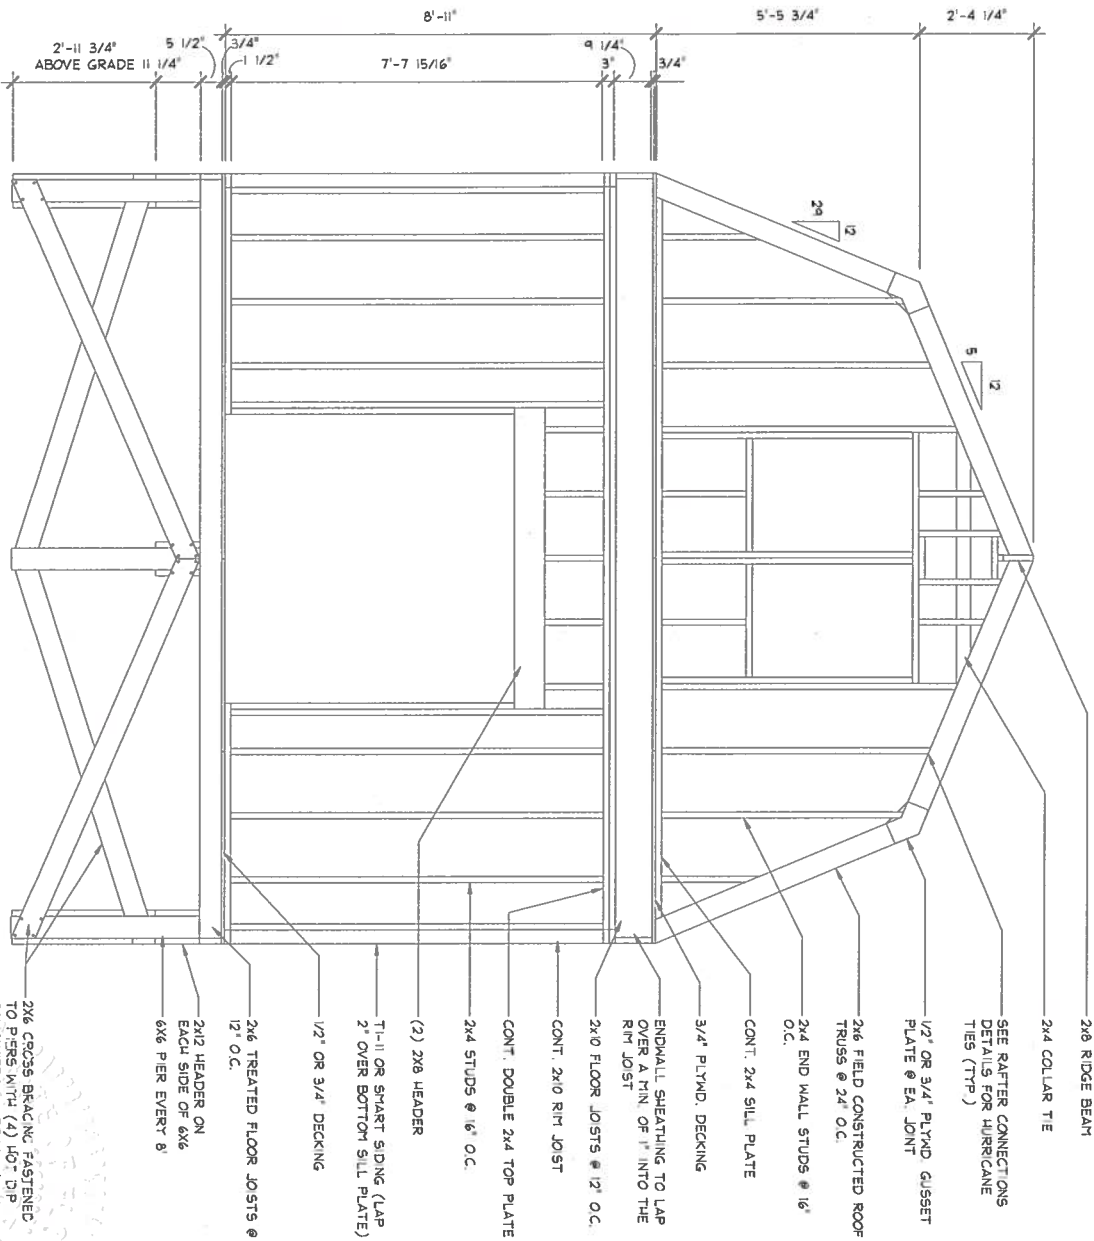 8'-11"
5'-5 3/4"
2'-4 1/4"
2'-11 3/4"
ABOVE GRADE
11 1/4"
5 1/2"
3/4"
1 1/2"
7'-7 15/16"
3"
9 1/4"
3/4"
29
12
5
12
2x8 RIDGE BEAM
2x4 COLLAR TIE
SEE RAFTER CONNECTIONS
DETAILS FOR HURRICANE
TIES (TYP.)
1/2" OR 3/4" PLYWD. GUSSET
PLATE @ EA. JOINT
2x6 FIELD CONSTRUCTED ROOF
TRUSS @ 24" O.C.
2x4 END WALL STUDS @ 16"
O.C.
CONT. 2x4 SILL PLATE
3/4" PLYWD. DECKING
ENDWALL SHEATHING TO LAP
OVER A MIN. OF 1" INTO THE
RIM JOIST
2x10 FLOOR JOISTS @ 12" O.C.
CONT. 2x10 RIM JOIST
CONT. DOUBLE 2x4 TOP PLATE
2x4 STUDS @ 16" O.C.
(2) 2X8 HEADER
T1-11 OR SMART SIDING (LAP
2" OVER BOTTOM SILL PLATE)
1/2" OR 3/4" DECKING
2x6 TREATED FLOOR JOISTS @
12" O.C.
2x12 HEADER ON
EACH SIDE OF 6X6
6X6 PIER EVERY 8'
2X6 CROSS BRACING FASTENED
TO PIERS WITH (4) HOT DIP